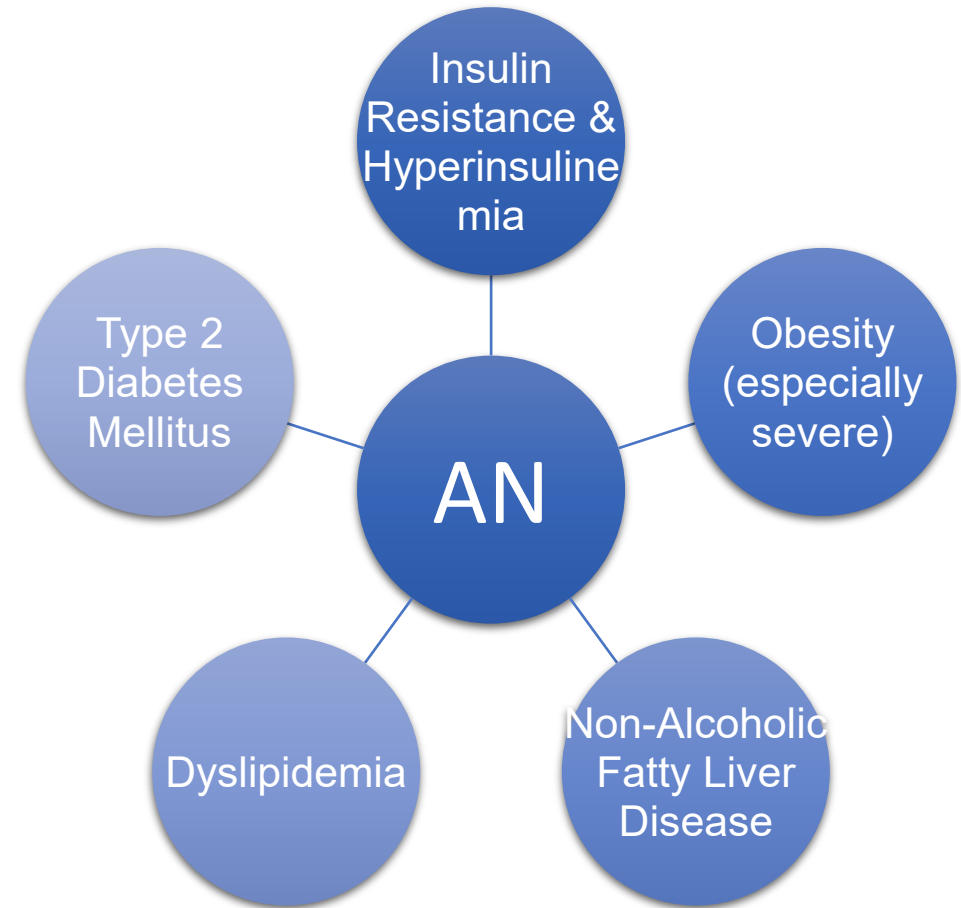 Insulin
Resistance &
Hyperinsuline
mia
Obesity
(especially
severe)
Non-Alcoholic
Fatty Liver
Disease
Dyslipidemia
Type 2
Diabetes
Mellitus
AN